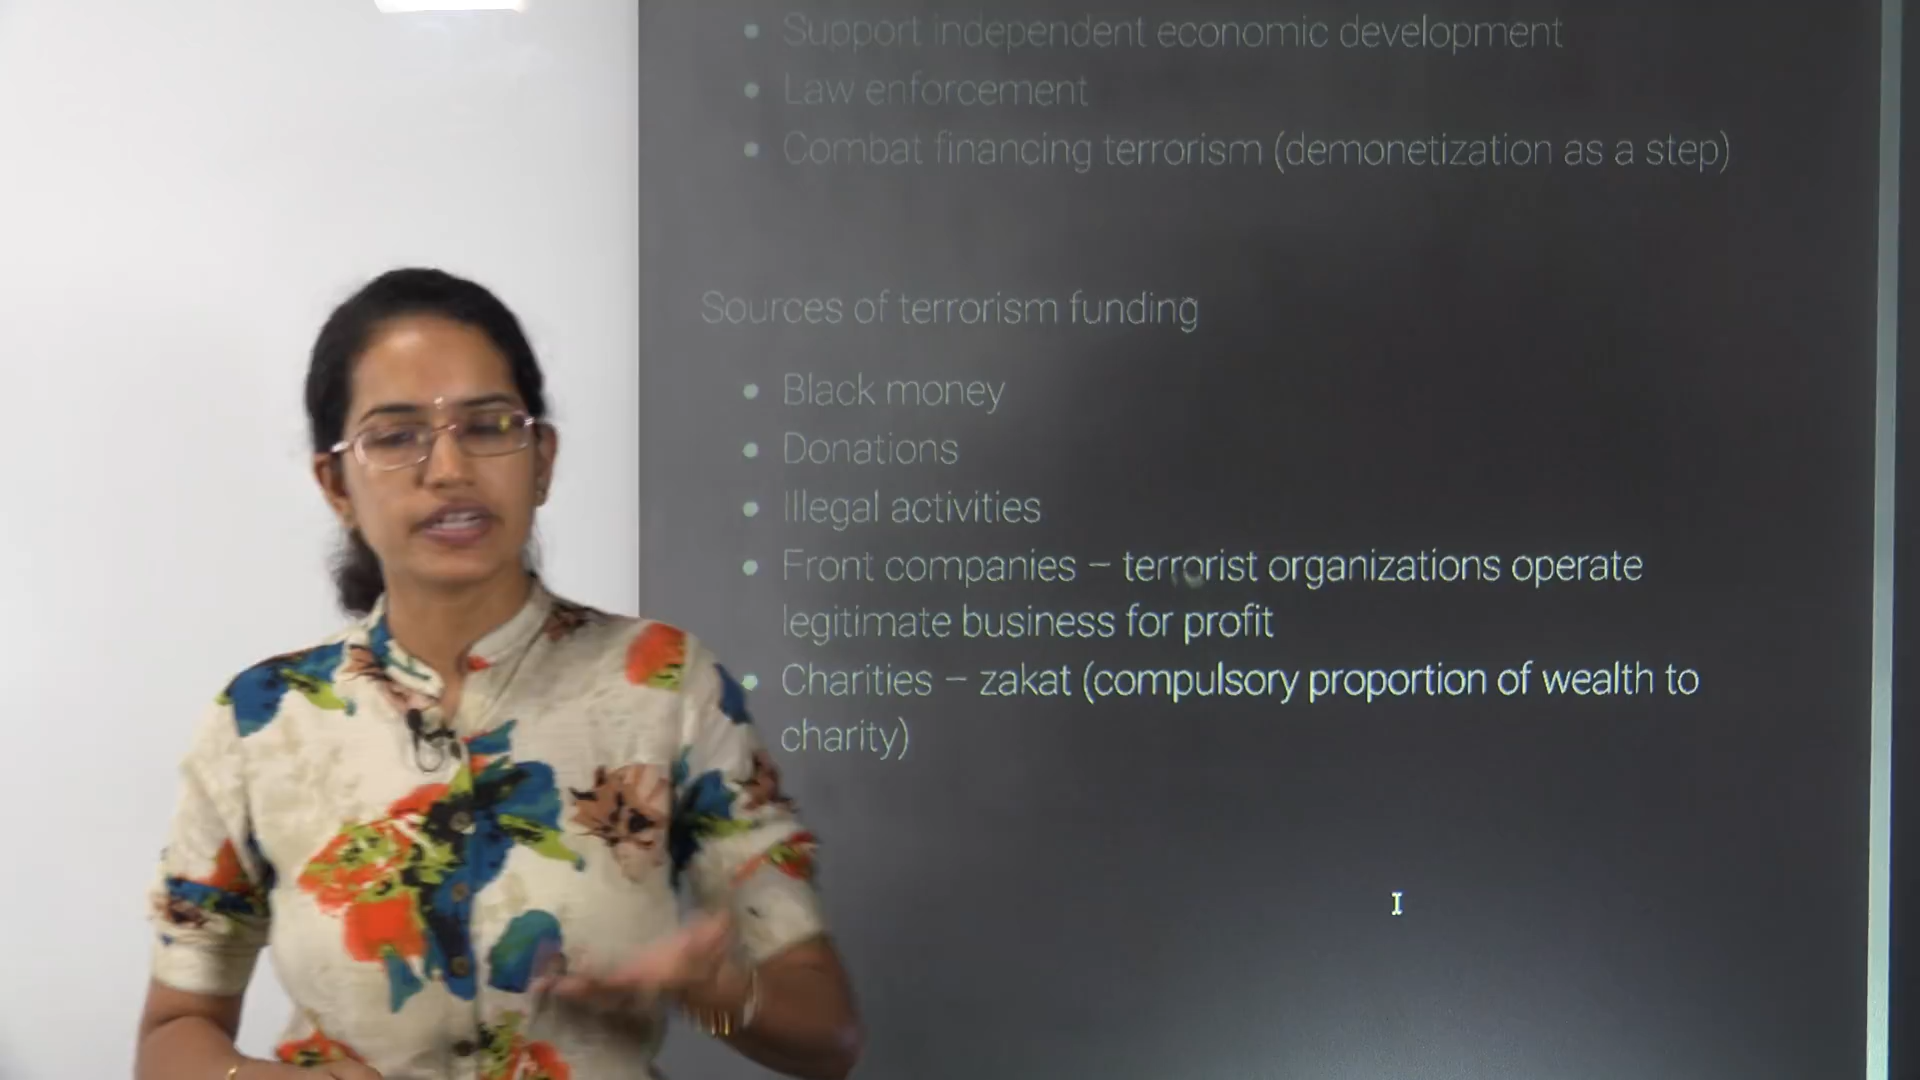 • Support independent economic development
• Law enforcement
• Combat financing terrorism (demonetization as a step)
Sources of terrorism funding
• Black money
• Donations
• Illegal activities
• Front companies – terrorist organizations operate
legitimate business for profit
• Charities – zakat (compulsory proportion of wealth to
charity)